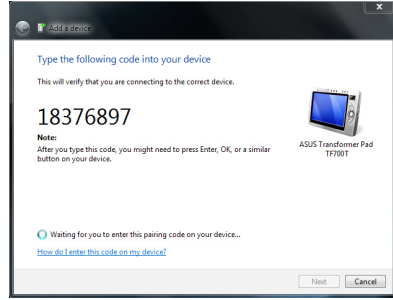 Add a device
Type the following code into your device
This will verify that you are connecting to the correct device.
18376897
Note:
After you type this code, you might need to press Enter, OK, or a similar
button on your device.
ASUS Transformer Pad
TF700T
Waiting for you to enter this pairing code on your device...
How do I enter this code on my device?
Next
Cancel